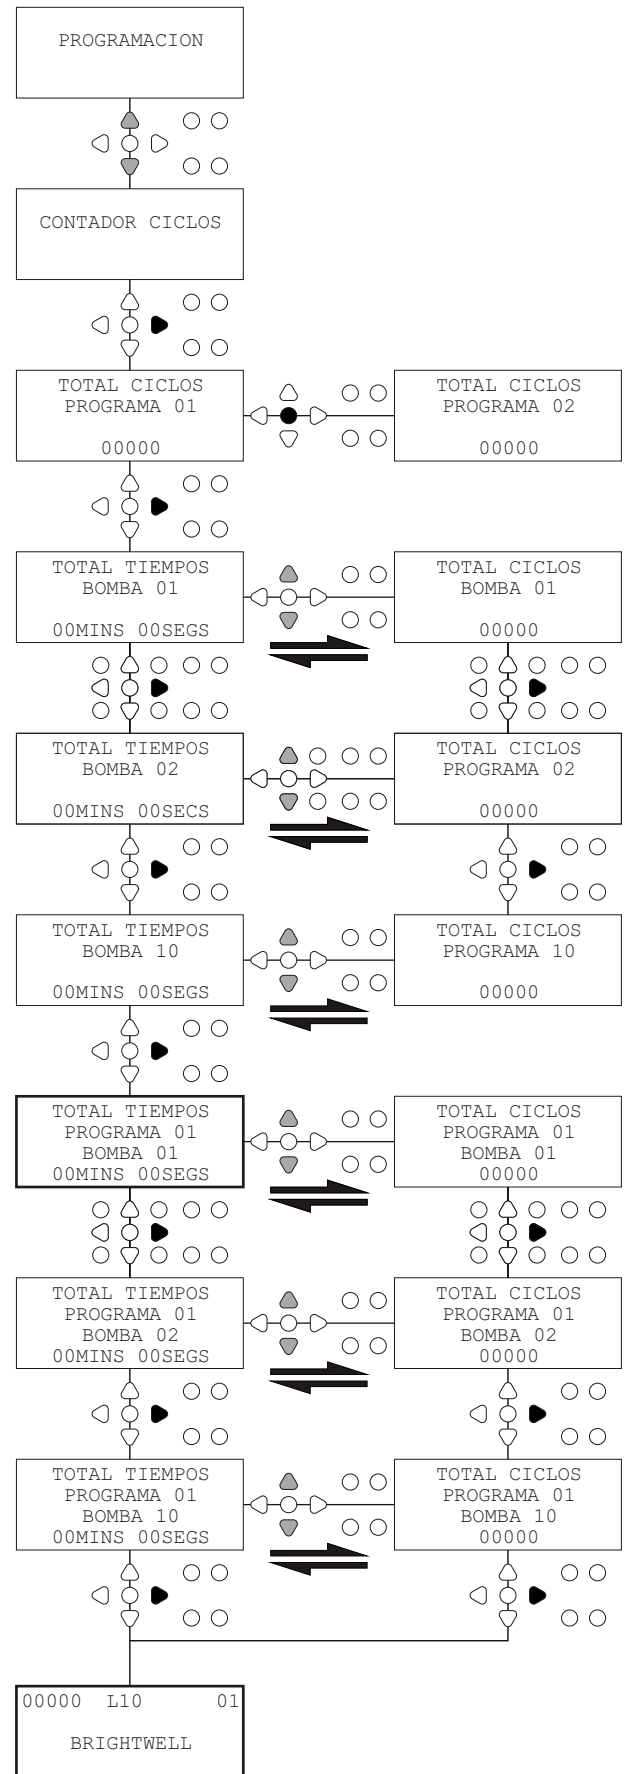 PROGRAMACION
CONTADOR CICLOS
TOTAL CICLOS
PROGRAMA 01
00000
TOTAL CICLOS
PROGRAMA 02
00000
TOTAL TIEMPOS
BOMBA 01
00MINS 00SEGS
TOTAL CICLOS
BOMBA 01
00000
TOTAL TIEMPOS
BOMBA 02
00MINS 00SECS
TOTAL CICLOS
PROGRAMA 02
00000
TOTAL TIEMPOS
BOMBA 10
00MINS 00SEGS
TOTAL CICLOS
PROGRAMA 10
00000
TOTAL TIEMPOS
PROGRAMA 01
BOMBA 01
00MINS 00SEGS
TOTAL CICLOS
PROGRAMA 01
BOMBA 01
00000
TOTAL TIEMPOS
PROGRAMA 01
BOMBA 02
00MINS 00SEGS
TOTAL CICLOS
PROGRAMA 01
BOMBA 02
00000
TOTAL TIEMPOS
PROGRAMA 01
BOMBA 10
00MINS 00SEGS
TOTAL CICLOS
PROGRAMA 01
BOMBA 10
00000
00000 L10 01
BRIGHTWELL